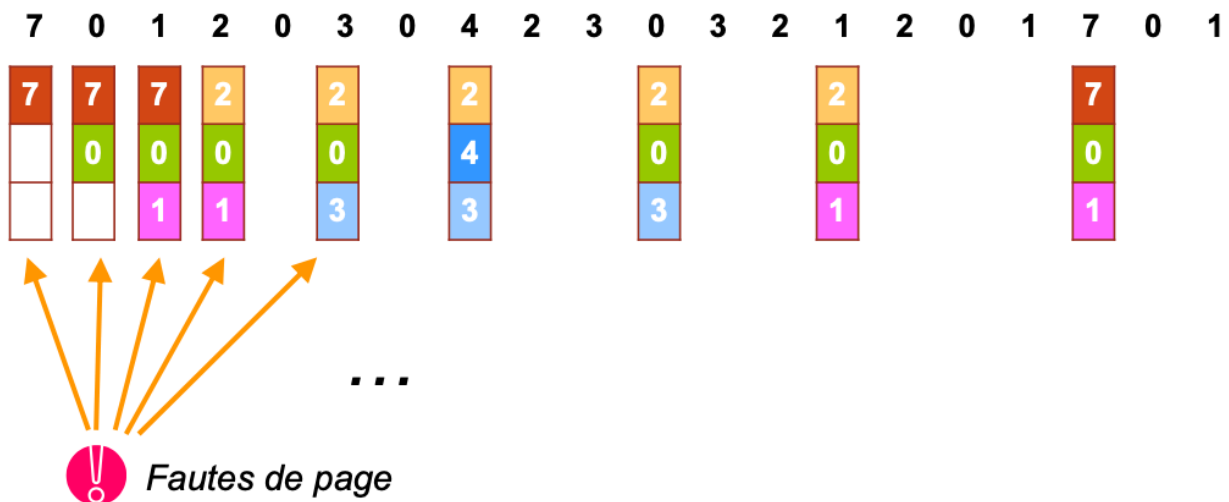 7 0 1 2 0 3 0 4 2 3 0 3 2 1 2 0 1 7 0 1
7 7 7 2 2 2 2 2 7
0 0 0 0 4 0 0 0
1 1 3 3 3 1 1
...
! Fautes de page